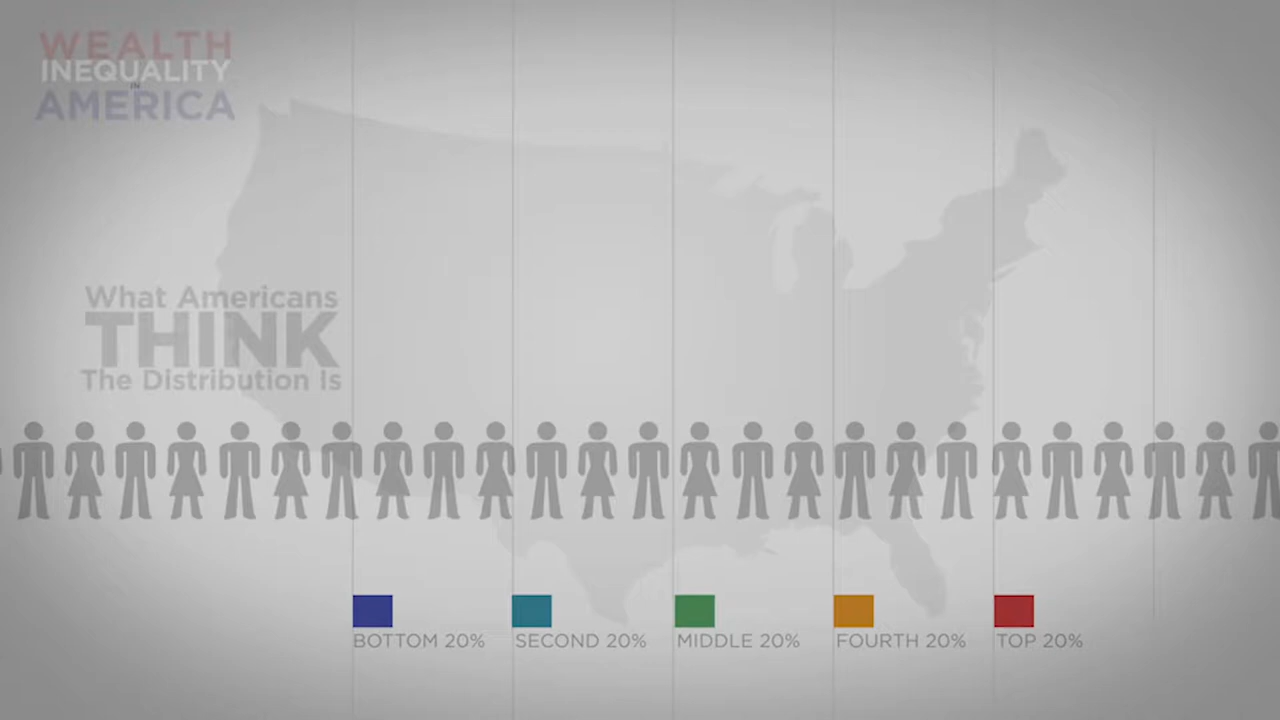 WEALTH
INEQUALITY
IN
AMERICA
What Americans
THINK
The Distribution Is
BOTTOM 20%
SECOND 20%
MIDDLE 20%
FOURTH 20%
TOP 20%